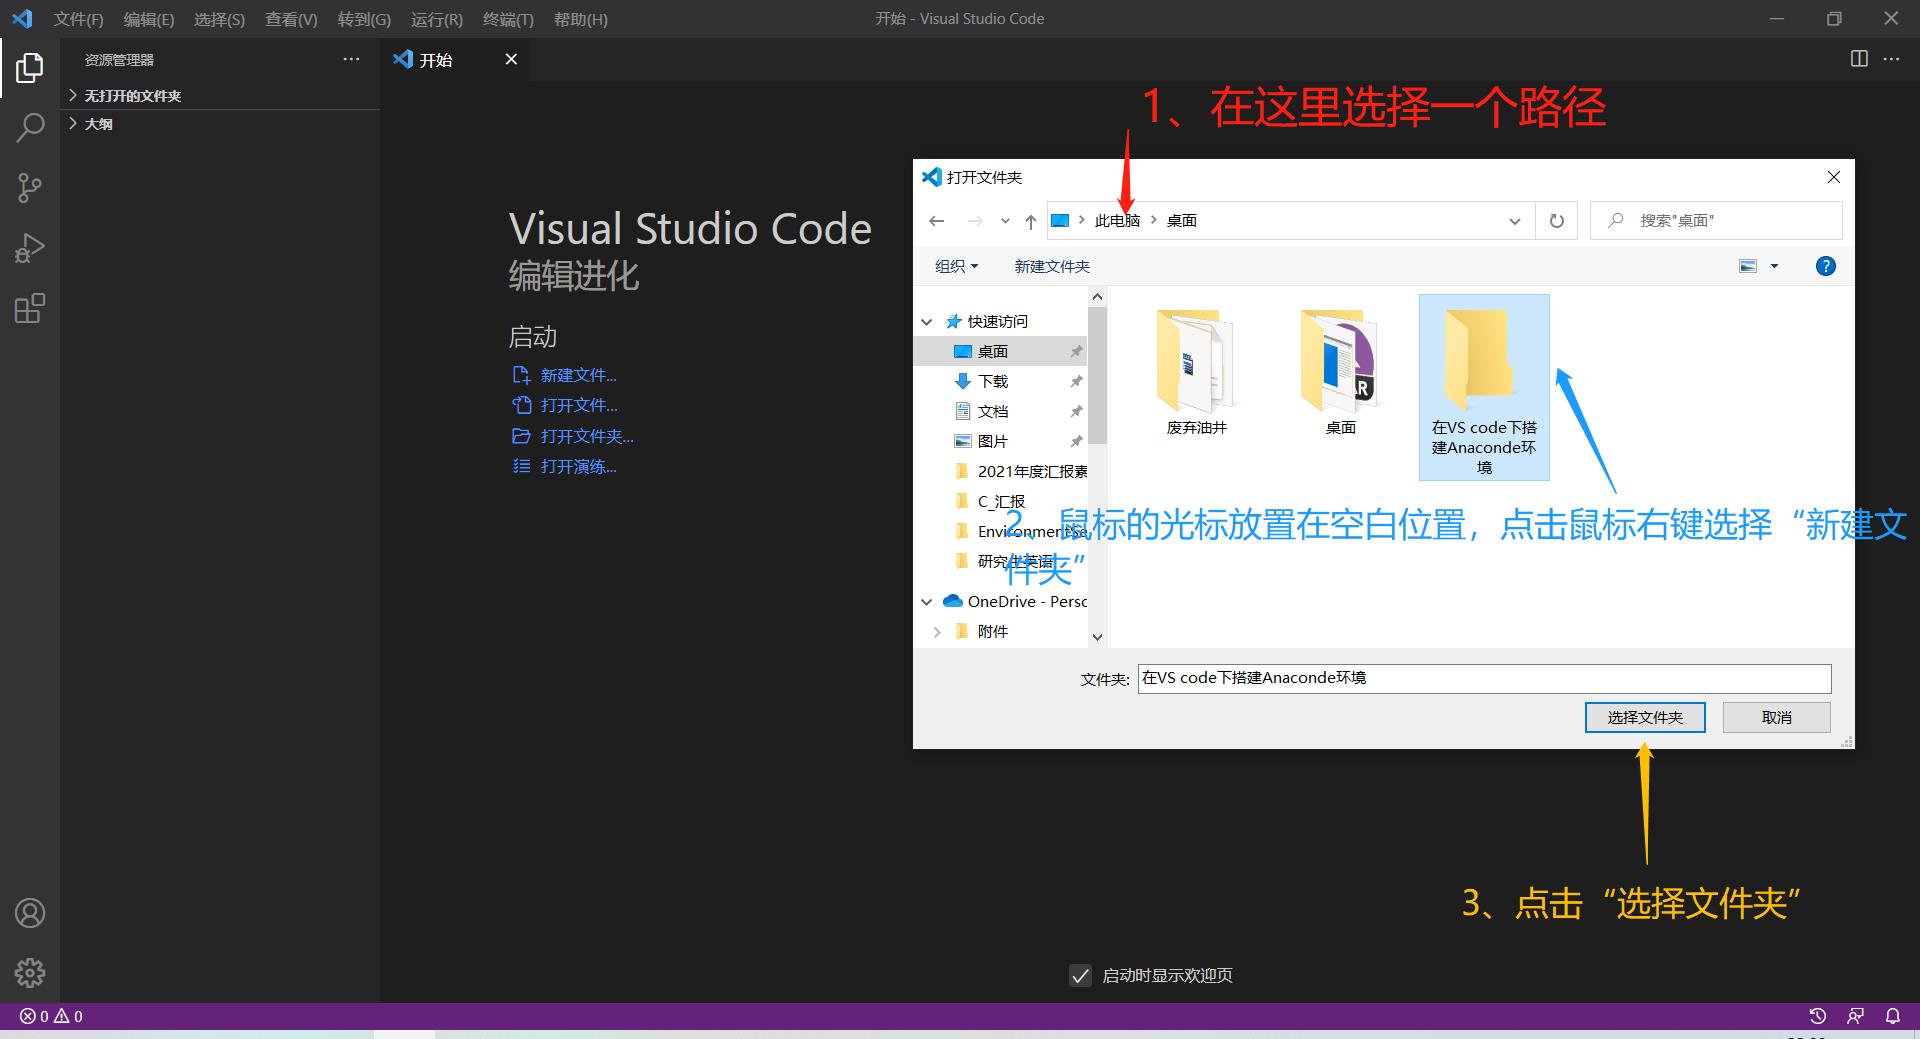 文件(F) 编辑(E) 选择(S) 查看(V) 转到(G) 运行(R) 终端(T) 帮助(H)
开始 - Visual Studio Code
资源管理器
开始
无打开的文件夹
大纲
1、在这里选择一个路径
Visual Studio Code
编辑进化
启动
新建文件...
打开文件...
打开文件夹...
打开演练...
打开文件夹
此电脑 桌面
搜索"桌面"
组织 新建文件夹
快速访问
桌面
下载
文档
图片
2021年度汇报素
C_汇报
EnvironmentSe
研究生英语
OneDrive - Persc
附件
废弃油井
桌面
在VS code下搭
建Anaconde环
境
2、鼠标的光标放置在空白位置，点击鼠标右键选择“新建文
件夹”
文件夹: 在VS code下搭建Anaconde环境
选择文件夹 取消
3、点击“选择文件夹”
启动时显示欢迎页
0 0